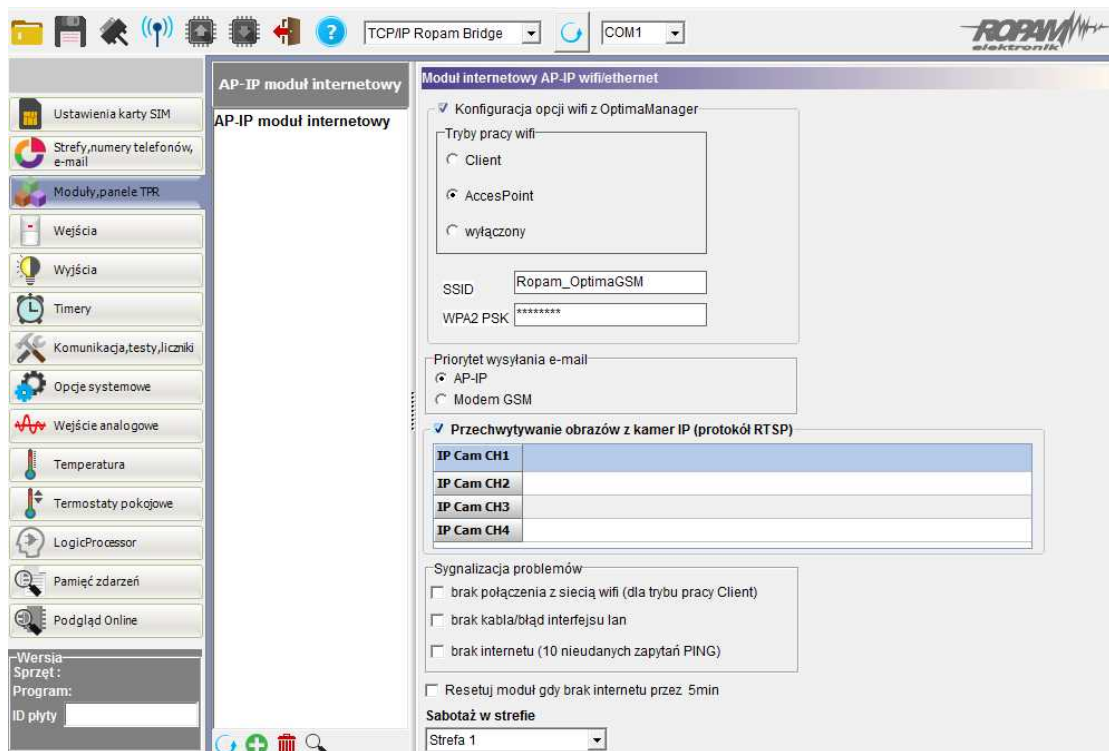 TCP/IP Ropam Bridge
COM1
ROPAM
elektronik
Ustawienia karty SIM
Strefy,numery telefonów,
e-mail
Moduły,panele TPR
Wejścia
Wyjścia
Timery
Komunikacja,testy,liczniki
Opcje systemowe
Wejście analogowe
Temperatura
Termostaty pokojowe
LogicProcessor
Pamięć zdarzeń
Podgląd Online
Wersja
Sprzęt :
Program:
ID płyty
AP-IP moduł internetowy
AP-IP moduł internetowy
Moduł internetowy AP-IP wifi/ethernet
Konfiguracja opcji wifi z OptimaManager
Tryby pracy wifi
Client
AccesPoint
wyłączony
SSID Ropam_OptimaGSM
WPA2 PSK ********
Priorytet wysyłania e-mail
AP-IP
Modem GSM
Przechwytywanie obrazów z kamer IP (protokół RTSP)
IP Cam CH1
IP Cam CH2
IP Cam CH3
IP Cam CH4
Sygnalizacja problemów
brak połączenia z siecią wifi (dla trybu pracy Client)
brak kabla/błąd interfejsu lan
brak internetu (10 nieudanych zapytań PING)
Resetuj moduł gdy brak internetu przez 5min
Sabotaż w strefie
Strefa 1